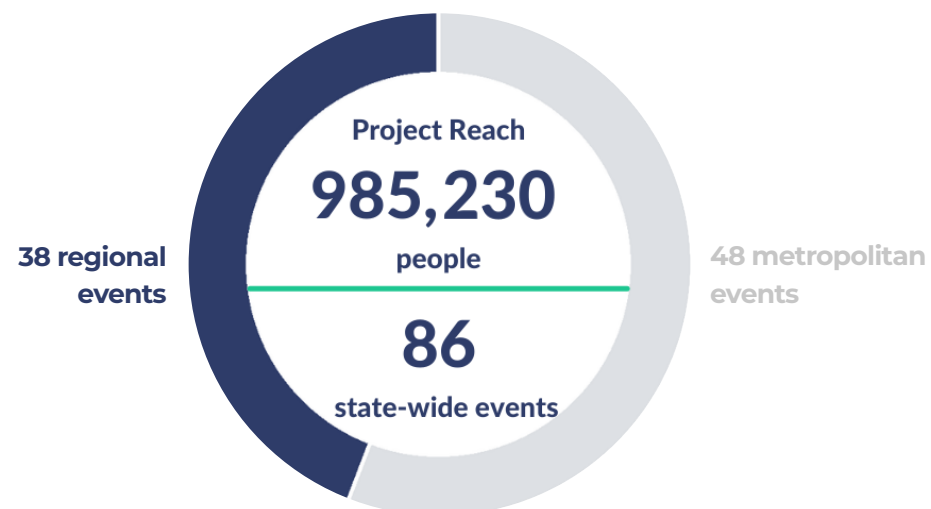 Project Reach
985,230
people
38 regional
events
48 metropolitan
events
86
state-wide events